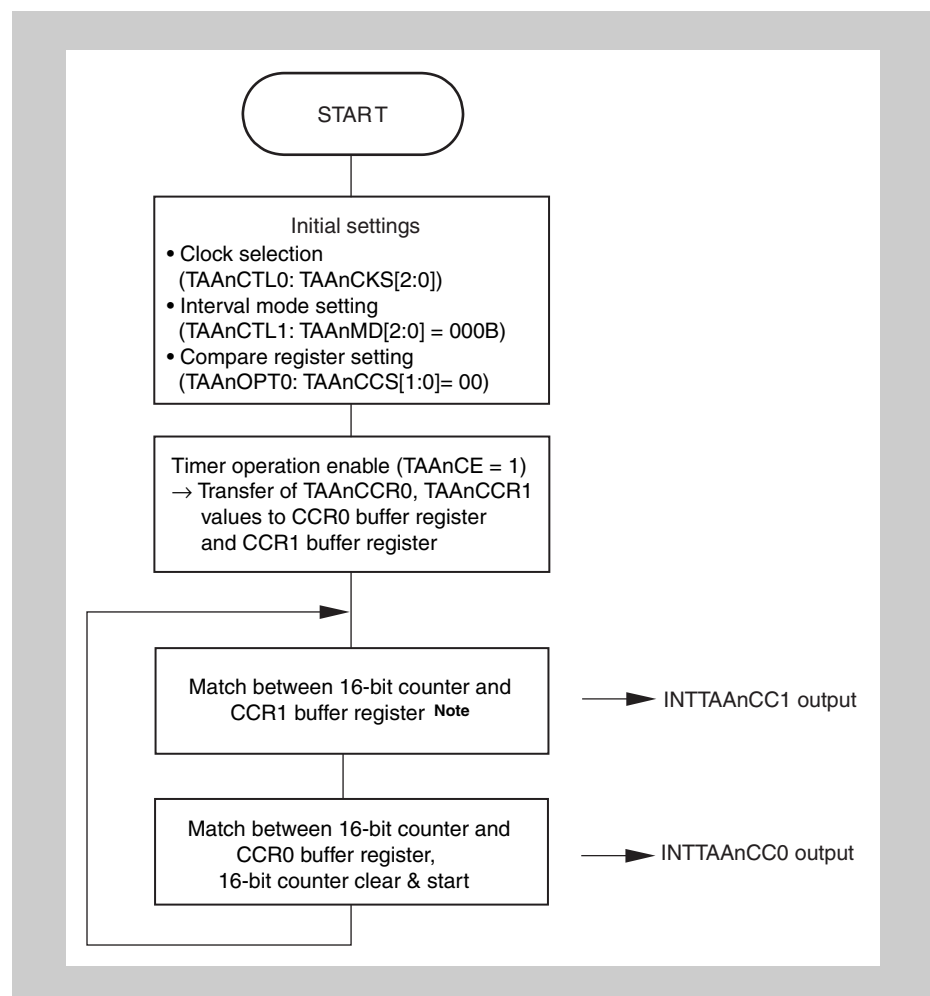 START
Initial settings
• Clock selection
(TAAnCTL0: TAAnCKS[2:0])
• Interval mode setting
(TAAnCTL1: TAAnMD[2:0] = 000B)
• Compare register setting
(TAAnOPT0: TAAnCCS[1:0]= 00)
Timer operation enable (TAAnCE = 1)
→ Transfer of TAAnCCR0, TAAnCCR1
values to CCR0 buffer register
and CCR1 buffer register
Match between 16-bit counter and
CCR1 buffer register Note
INTTAAnCC1 output
Match between 16-bit counter and
CCR0 buffer register,
16-bit counter clear & start
INTTAAnCC0 output